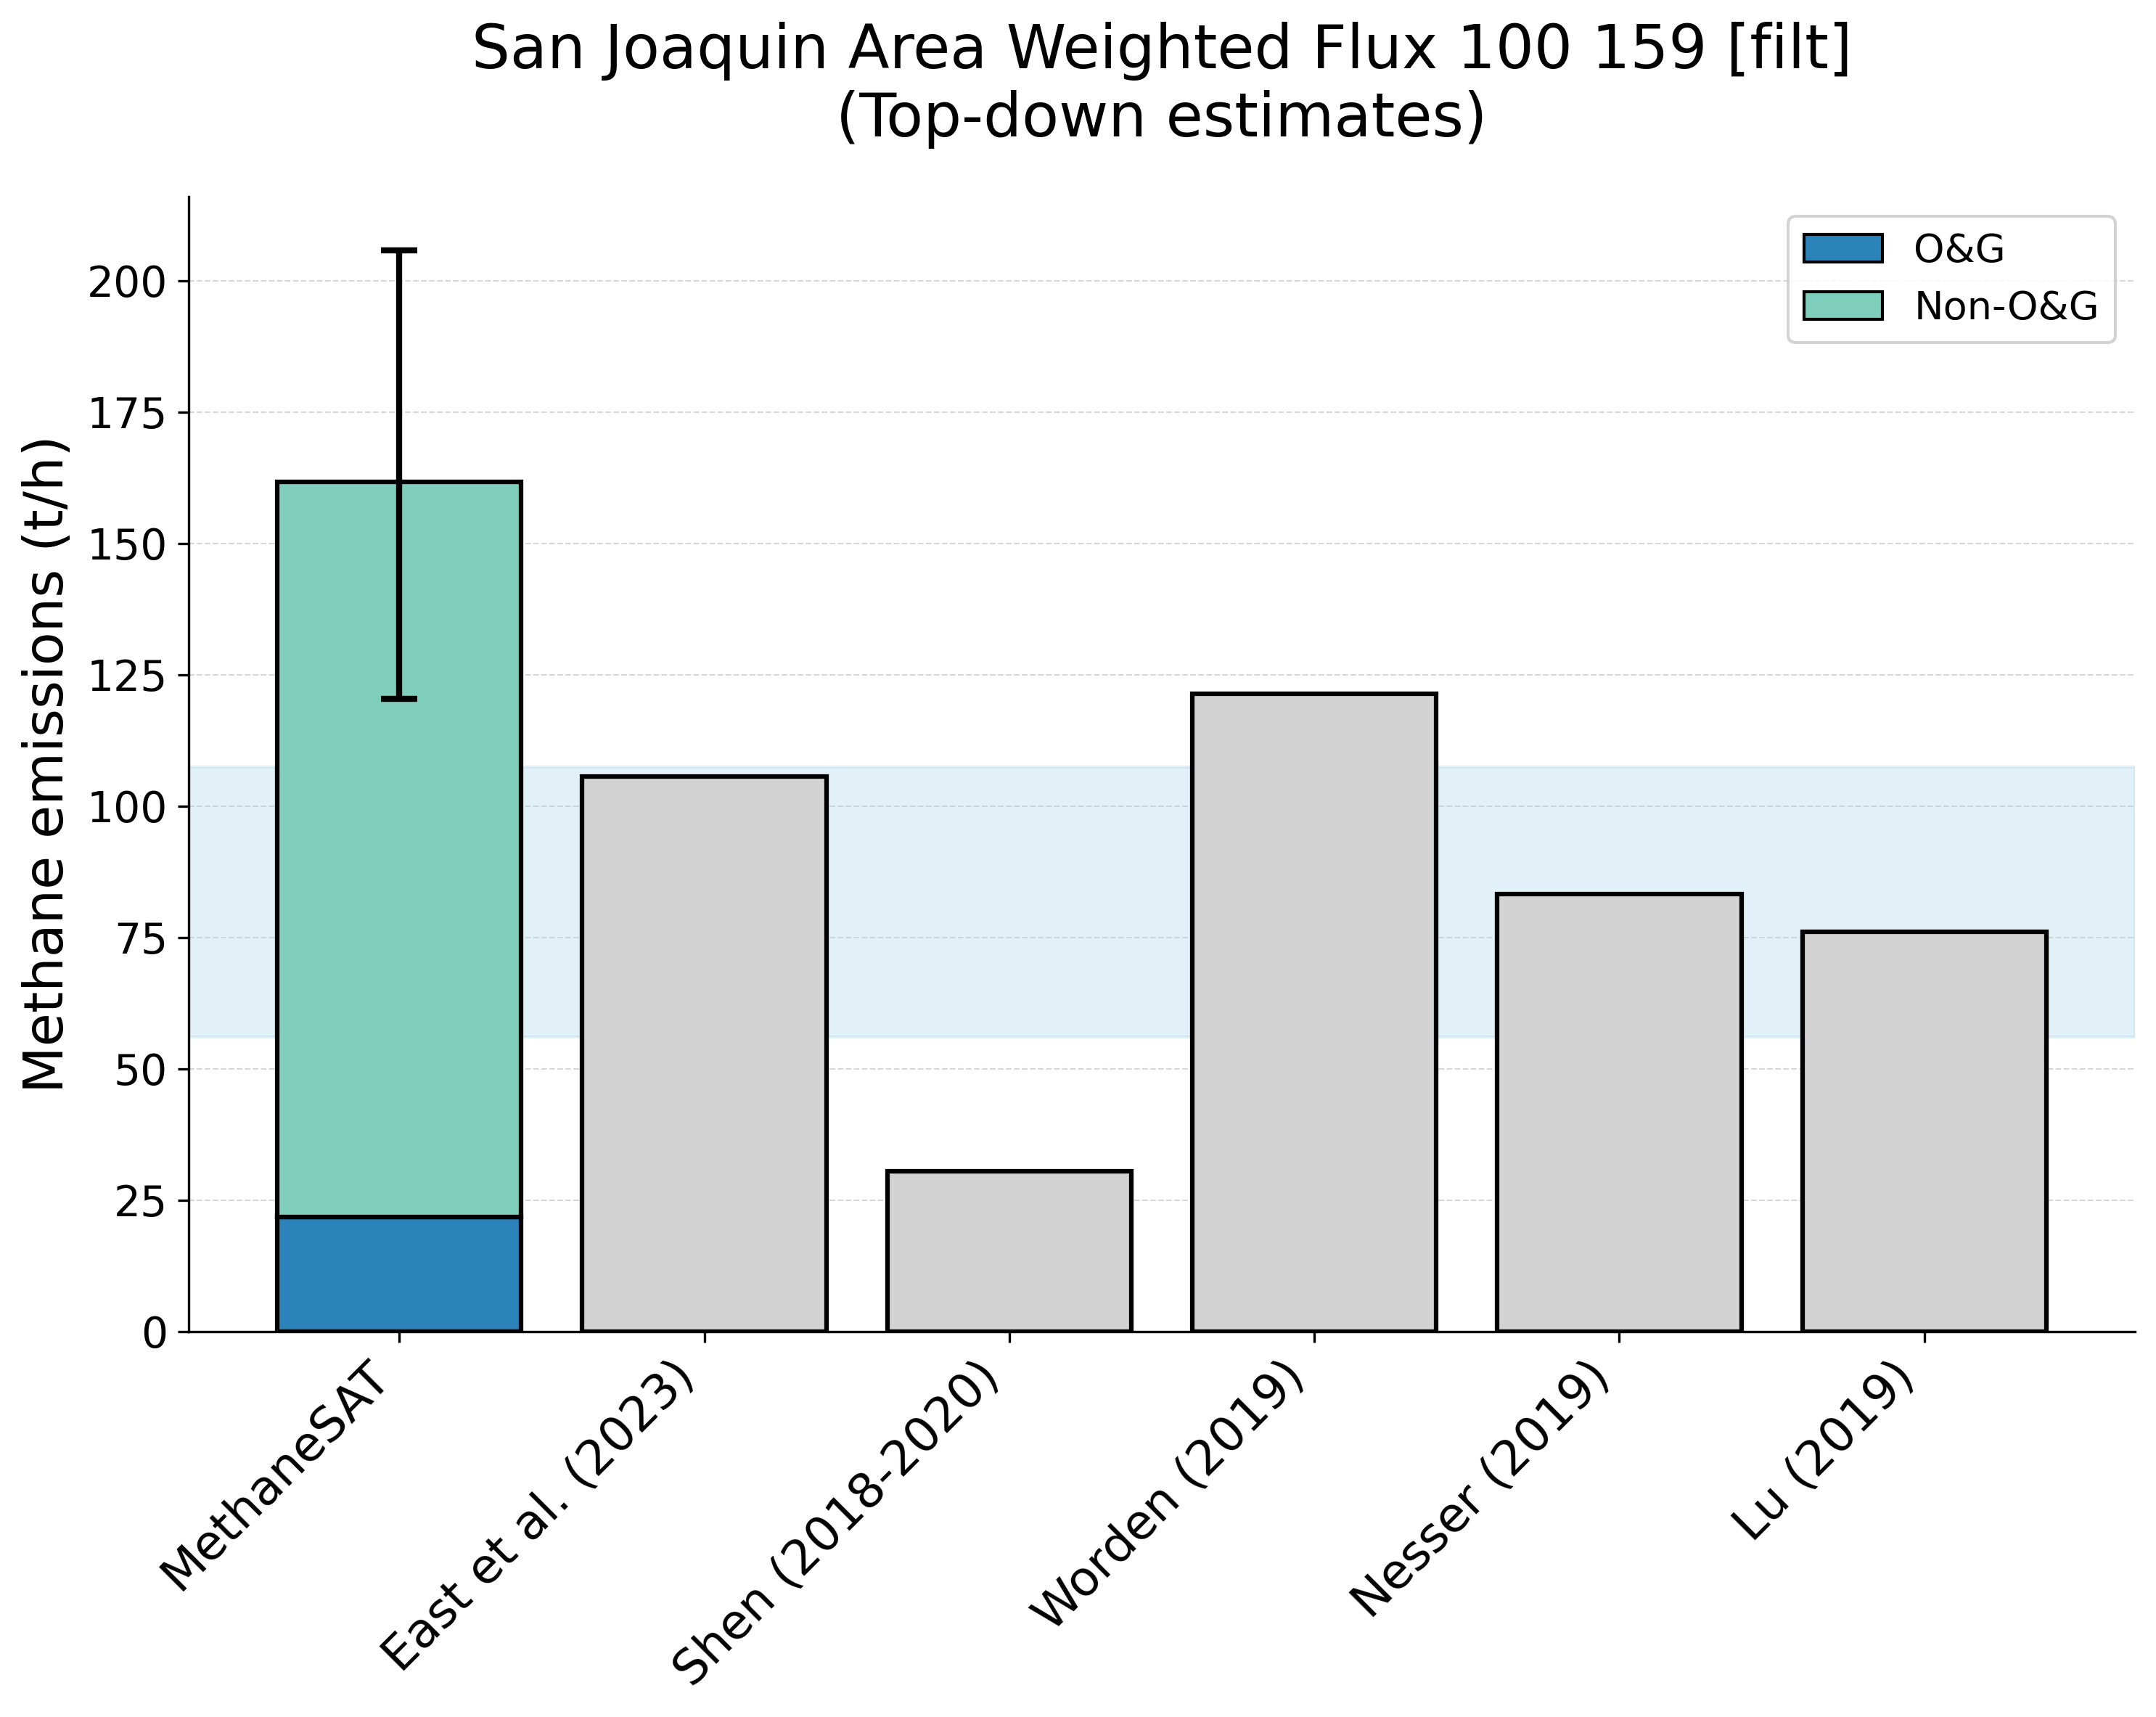 San Joaquin Area Weighted Flux 100 159 [filt]
(Top-down estimates)
O&G
Non-O&G
Methane emissions (t/h)
200
175
150
125
100
75
50
25
0
MethaneSAT
East et al. (2023)
Shen (2018-2020)
Worden (2019)
Nesser (2019)
Lu (2019)